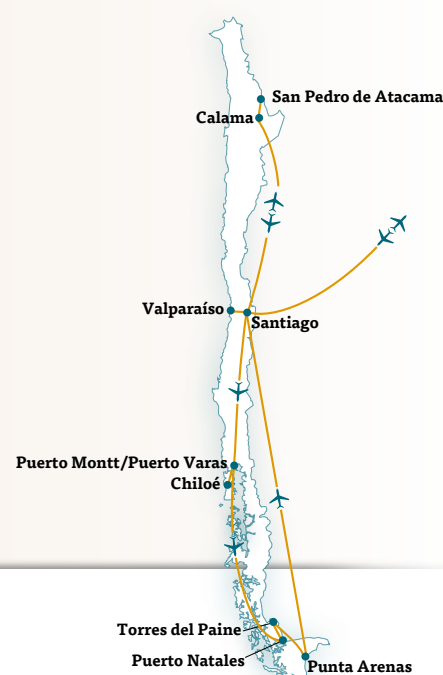 San Pedro de Atacama
Calama
Valparaíso
Santiago
Puerto Montt/Puerto Varas
Chiloé
Torres del Paine
Puerto Natales
Punta Arenas